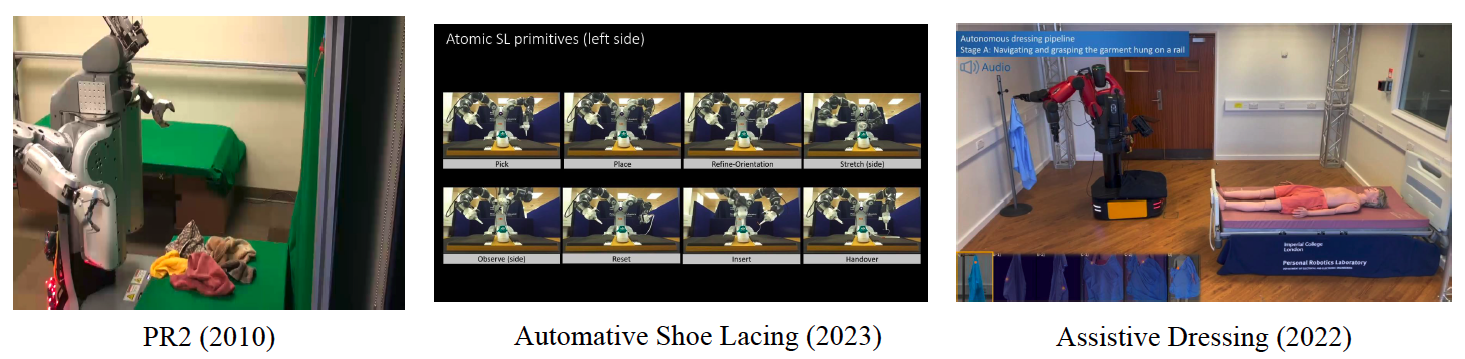 Atomic SL primitives (left side)
Pick
Place
Refine-Orientation
Stretch (side)
Observe (side)
Reset
Insert
Handover
Autonomous dressing pipeline
Stage A: Navigating and grasping the garment hung on a rail
Audio
Imperial College
London
Personal Robotics Laboratory
PR2 (2010)
Automative Shoe Lacing (2023)
Assistive Dressing (2022)